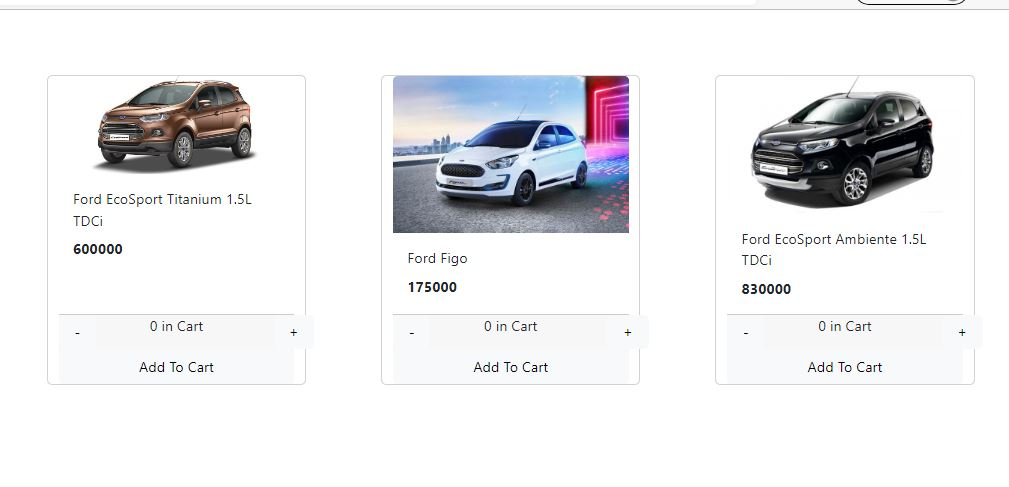 Ford EcoSport Titanium 1.5L
TDCi
600000
- 0 in Cart +
Add To Cart
Ford Figo
175000
- 0 in Cart +
Add To Cart
Ford EcoSport Ambiente 1.5L
TDCi
830000
- 0 in Cart +
Add To Cart